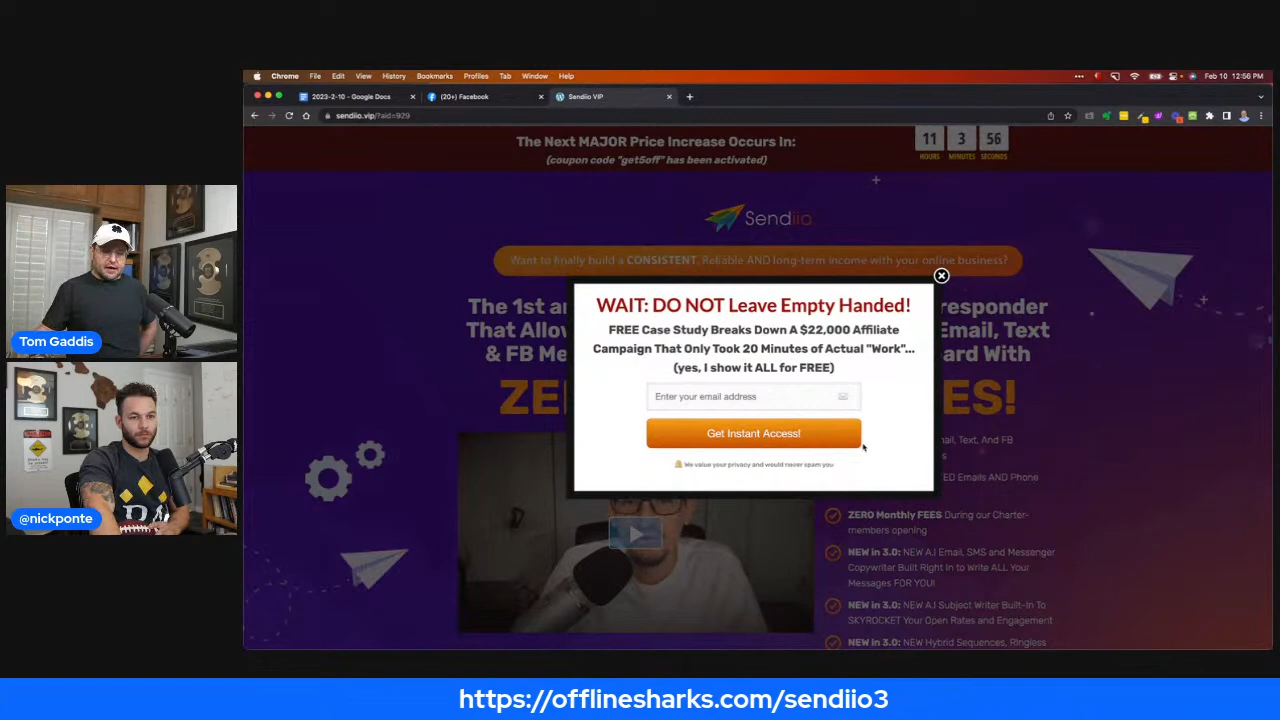 Chrome File Edit View History Bookmarks Profiles Tab Window Help
Feb 10 12:56 PM
2023-2-10 - Google Docs
(20+) Facebook
Sendiio VIP
sendiio.vip/?aid=929
The Next MAJOR Price Increase Occurs In:
(coupon code "get5off" has been activated)
11 3 56
HOURS MINUTES SECONDS
Sendiio
Want to finally build a CONSISTENT, Reliable AND long-term income with your online business?
The 1st an
responder
That Allow
Email, Text
& FB Me
ard With
ZE
ES!
WAIT: DO NOT Leave Empty Handed!
FREE Case Study Breaks Down A $22,000 Affiliate
Campaign That Only Took 20 Minutes of Actual "Work"...
(yes, I show it ALL for FREE)
Enter your email address
Get Instant Access!
We value your privacy and would never spam you
ail, Text, And FB
s
ED Emails AND Phone
ZERO Monthly FEES During our Charter-
members opening
NEW in 3.0: NEW A.I Email, SMS and Messenger
Copywriter Built Right In to Write ALL Your
Messages FOR YOU!
NEW in 3.0: NEW A.I Subject Writer Built-In To
SKYROCKET Your Open Rates and Engagement
NEW in 3.0: NEW Hybrid Sequences, Ringless
Tom Gaddis
@nickponte
https://offlinesharks.com/sendiio3